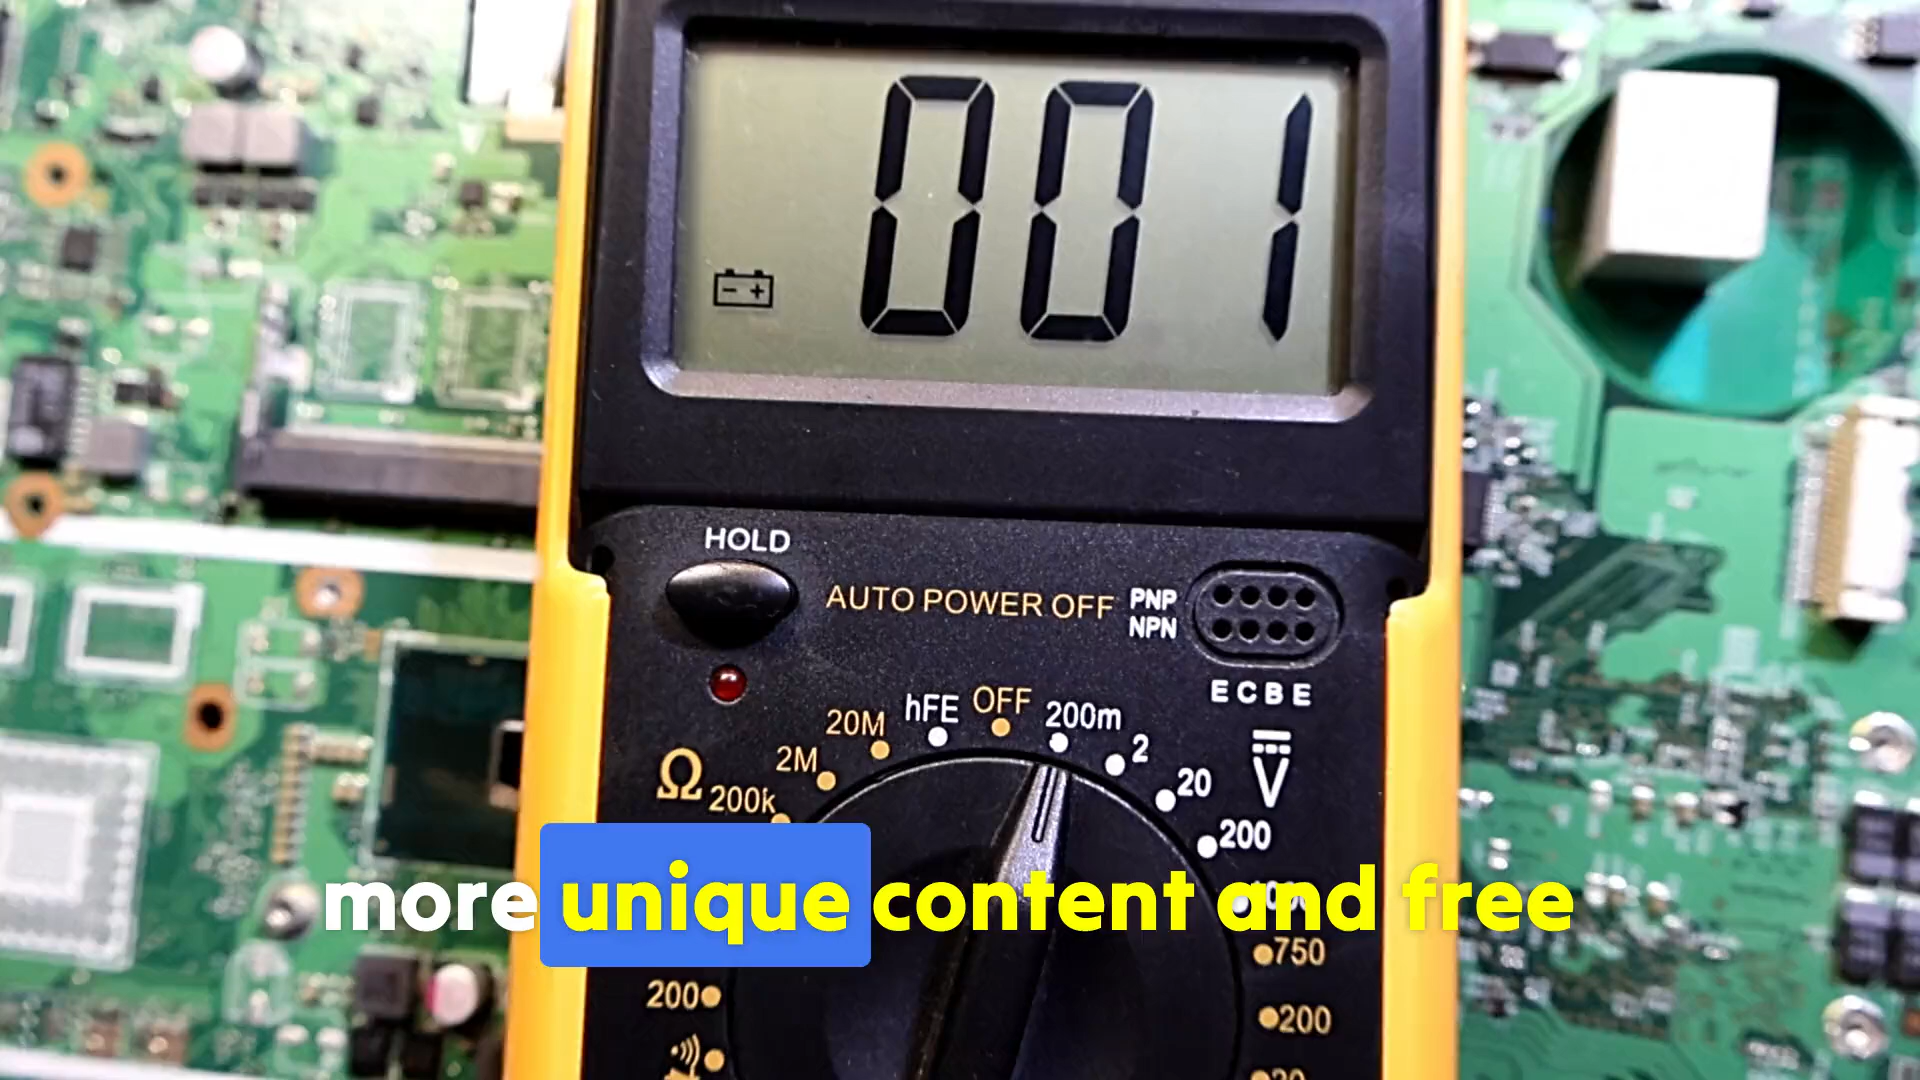 001
- +
HOLD
AUTO POWER OFF
PNP
NPN
E C B E
hFE OFF 200m
20M 2
2M 20
Ω 200k V
200
more unique content and free
750
200 200